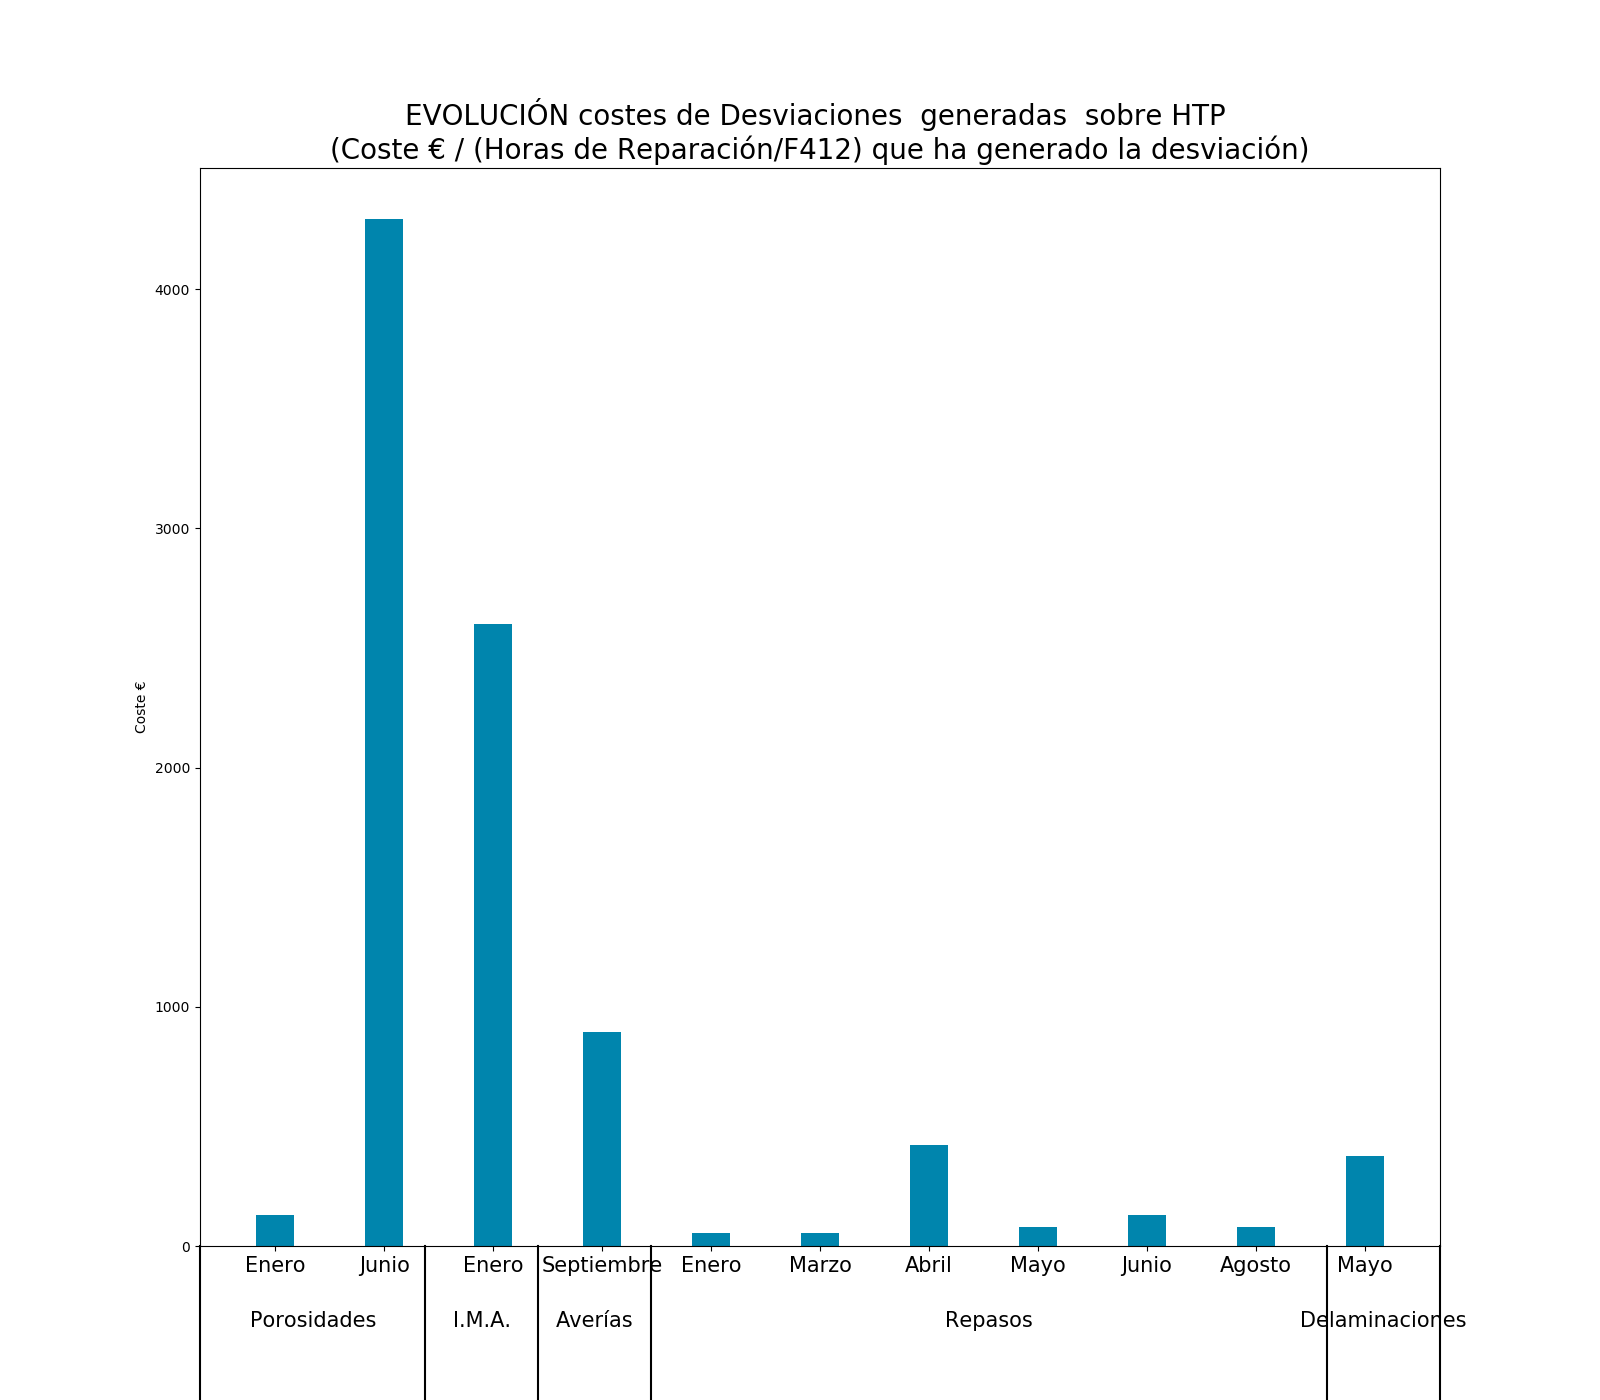 EVOLUCIÓN costes de Desviaciones  generadas  sobre HTP
(Coste € / (Horas de Reparación/F412) que ha generado la desviación)
4000
3000
2000
1000
0
Coste €
Enero Junio Enero Septiembre Enero Marzo Abril Mayo Junio Agosto Mayo
Porosidades I.M.A. Averías Repasos Delaminaciones